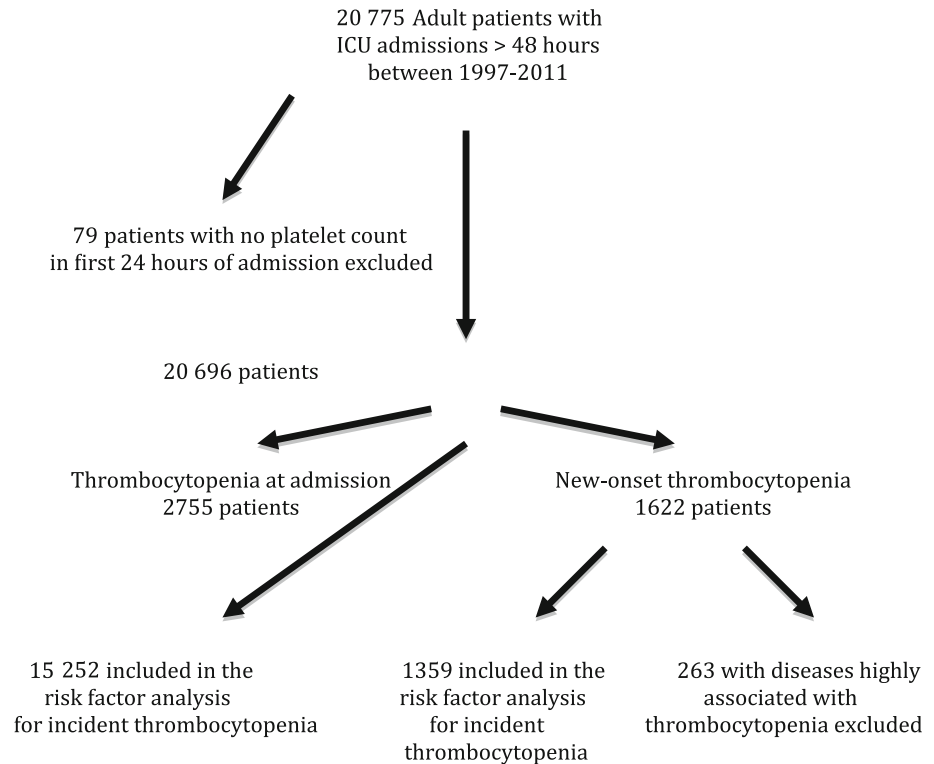 20 775 Adult patients with
ICU admissions > 48 hours
between 1997-2011
79 patients with no platelet count
in first 24 hours of admission excluded
20 696 patients
Thrombocytopenia at admission
2755 patients
New-onset thrombocytopenia
1622 patients
15 252 included in the
risk factor analysis
for incident thrombocytopenia
1359 included in the
risk factor analysis
for incident
thrombocytopenia
263 with diseases highly
associated with
thrombocytopenia excluded